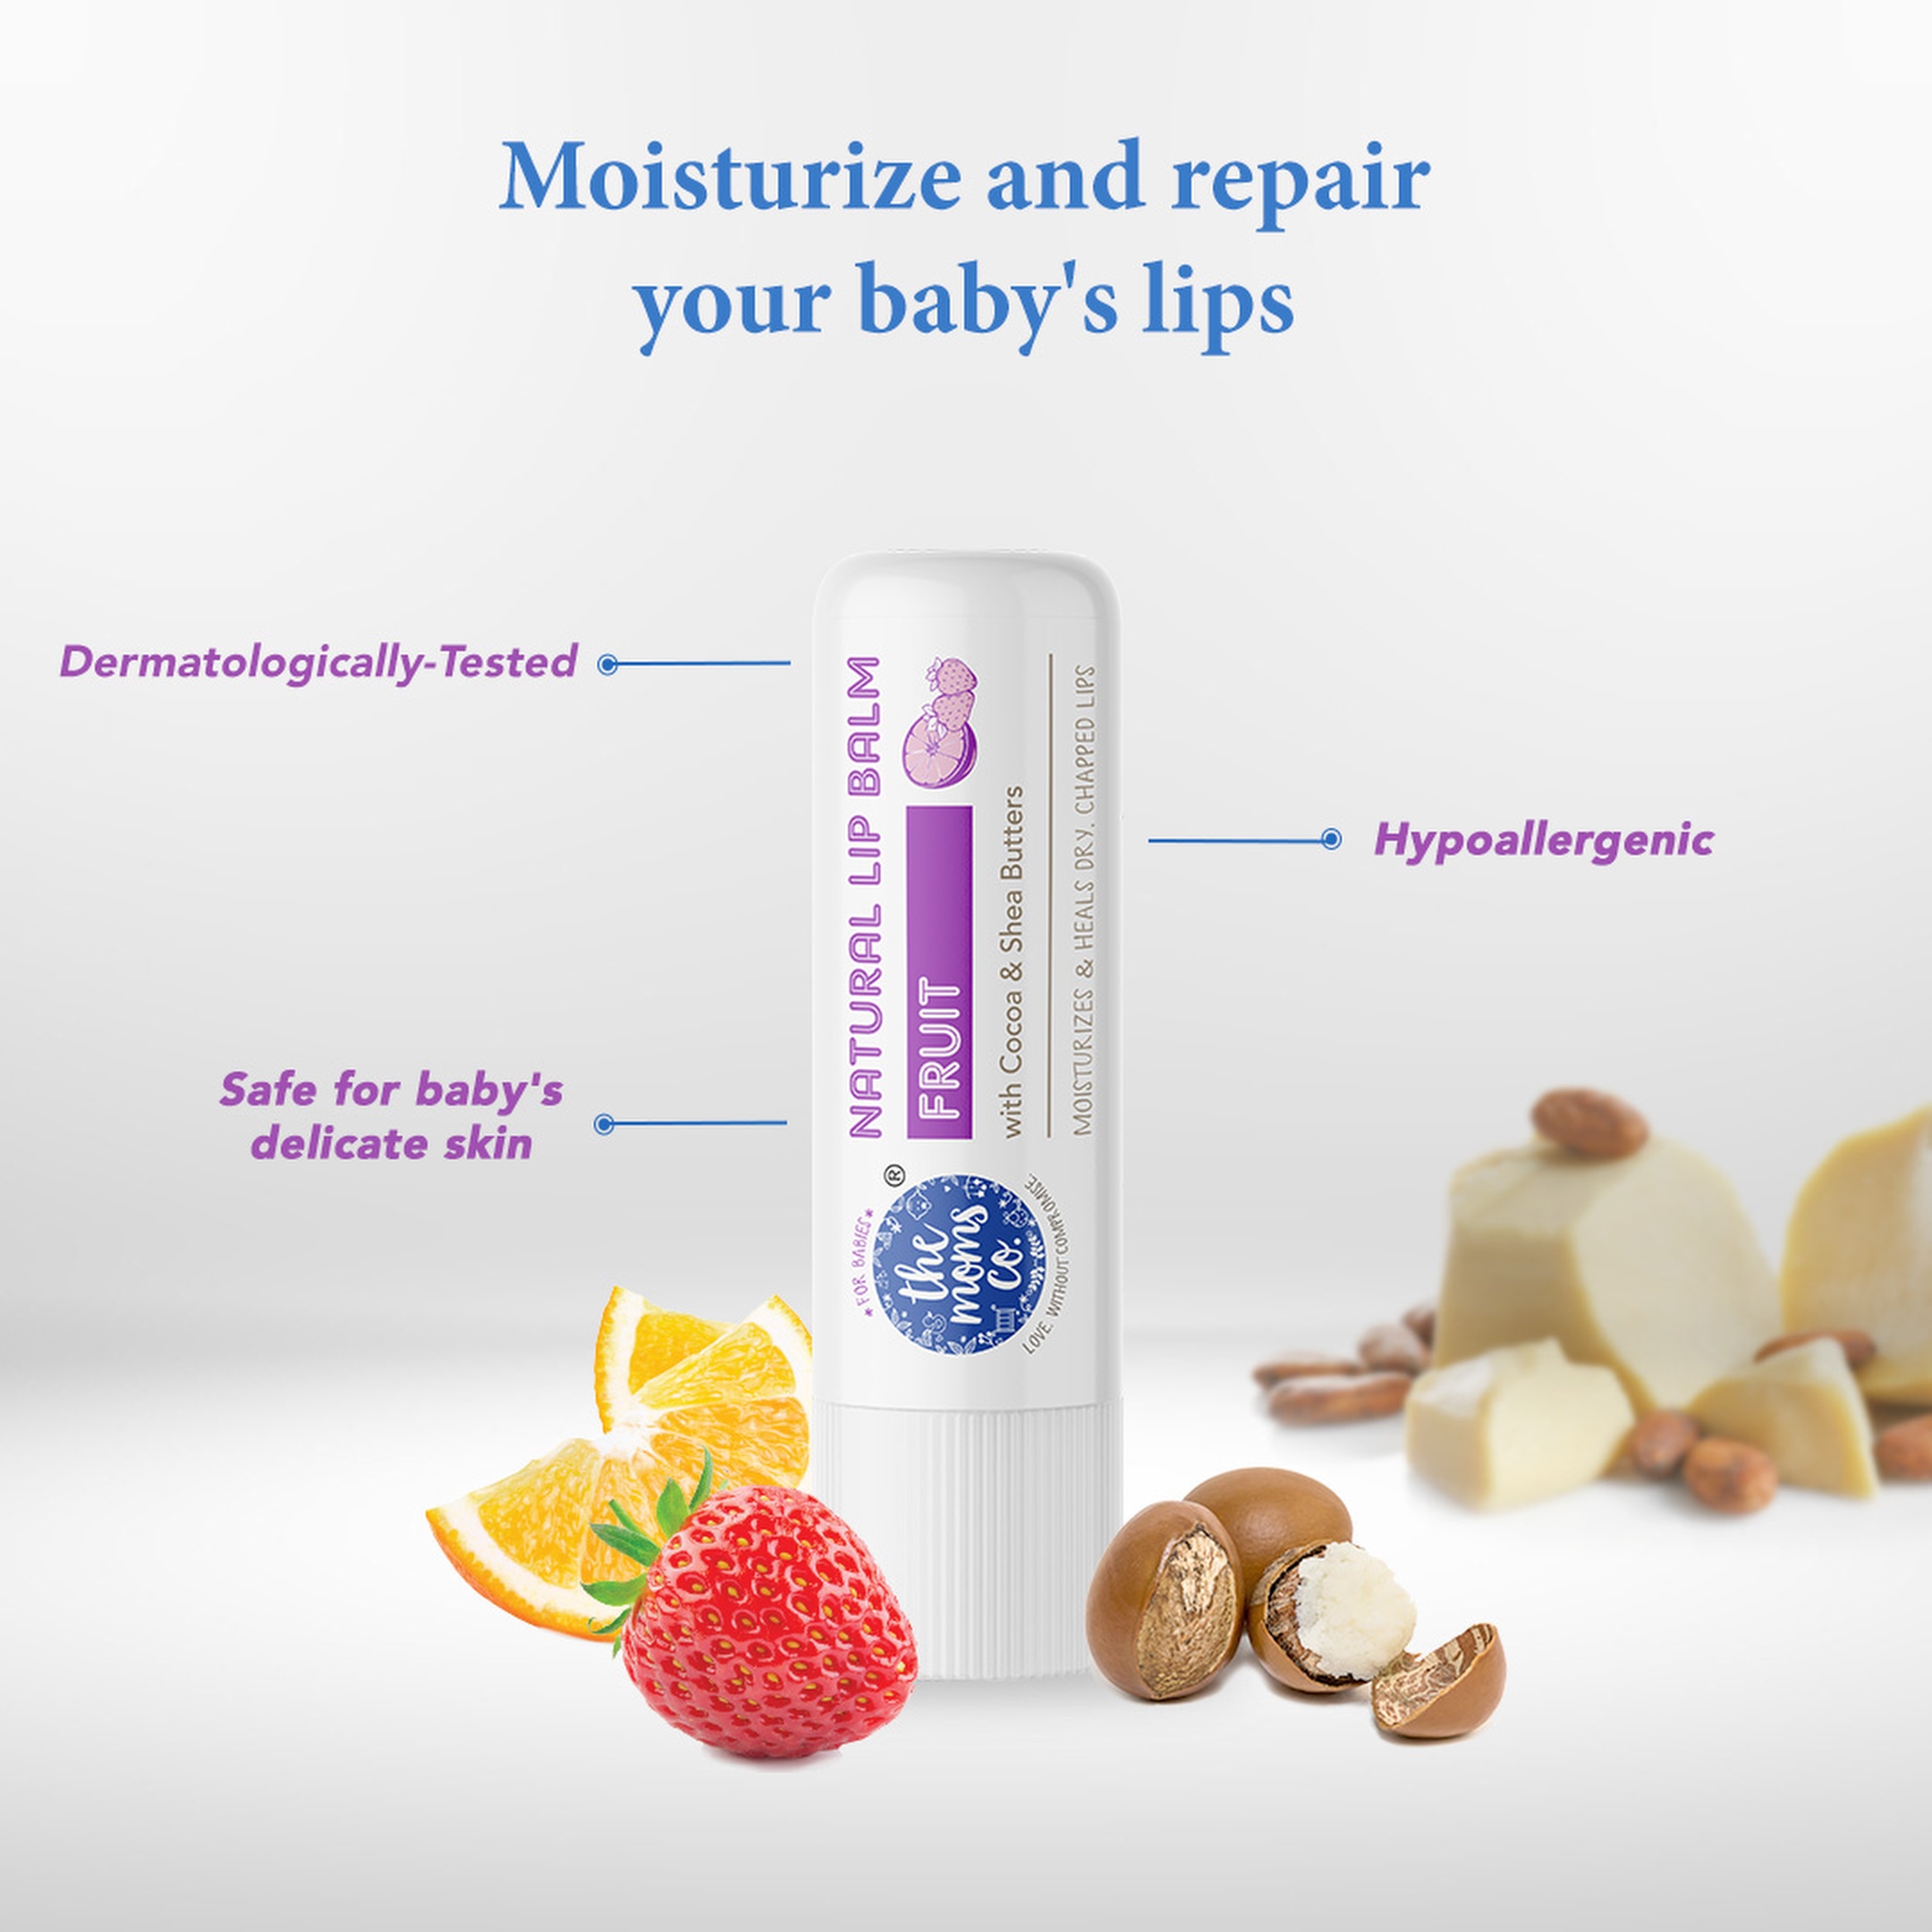 Moisturize and repair
your baby's lips
Dermatologically-Tested
Hypoallergenic
Safe for baby's
delicate skin
NATURAL LIP BALM
FRUIT
with Cocoa & Shea Butters
MOISTURIZES & HEALS DRY, CHAPPED LIPS
*FOR BABIES*
®
the
moms
co.
LOVE. WITHOUT COMPROMISE.